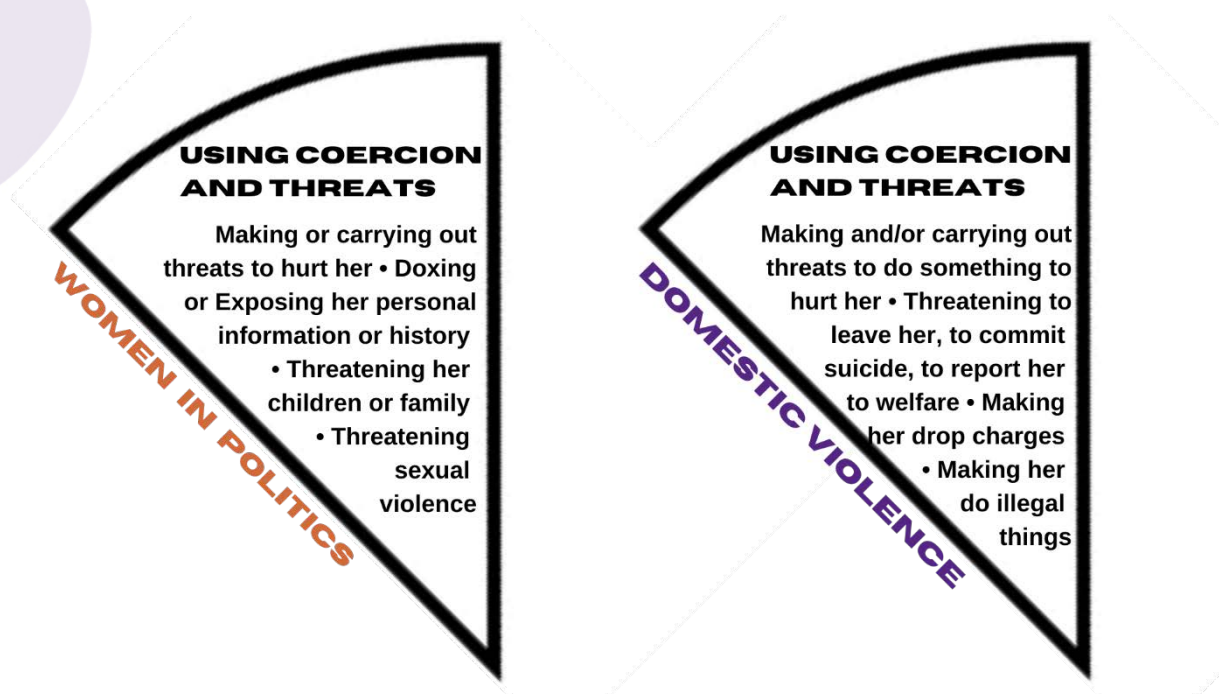 USING COERCION
AND THREATS
Making or carrying out
threats to hurt her • Doxing
or Exposing her personal
information or history
• Threatening her
children or family
• Threatening
sexual
violence
WOMEN IN POLITICS
USING COERCION
AND THREATS
Making and/or carrying out
threats to do something to
hurt her • Threatening to
leave her, to commit
suicide, to report her
to welfare • Making
her drop charges
• Making her
do illegal
things
DOMESTIC VIOLENCE